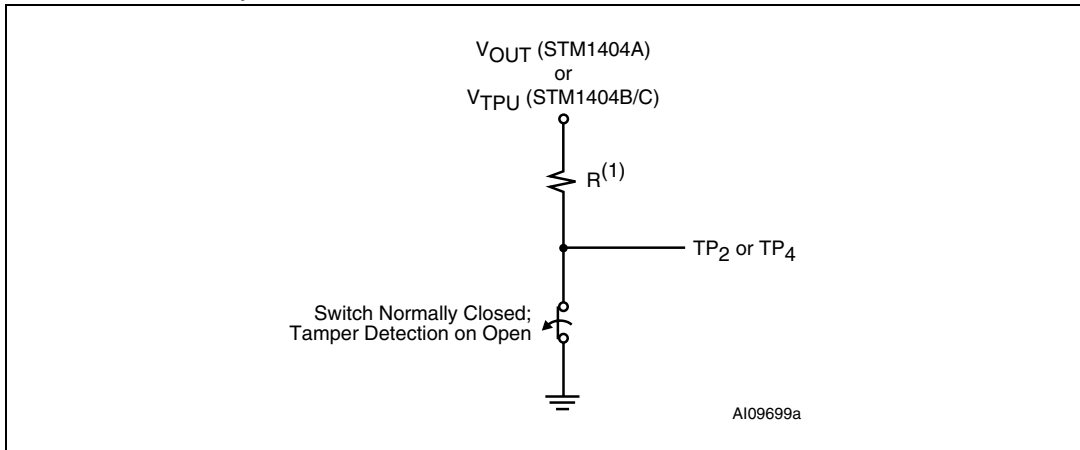 VOUT (STM1404A)
or
VTPU (STM1404B/C)
R(1)
TP2 or TP4
Switch Normally Closed;
Tamper Detection on Open
AI09699a